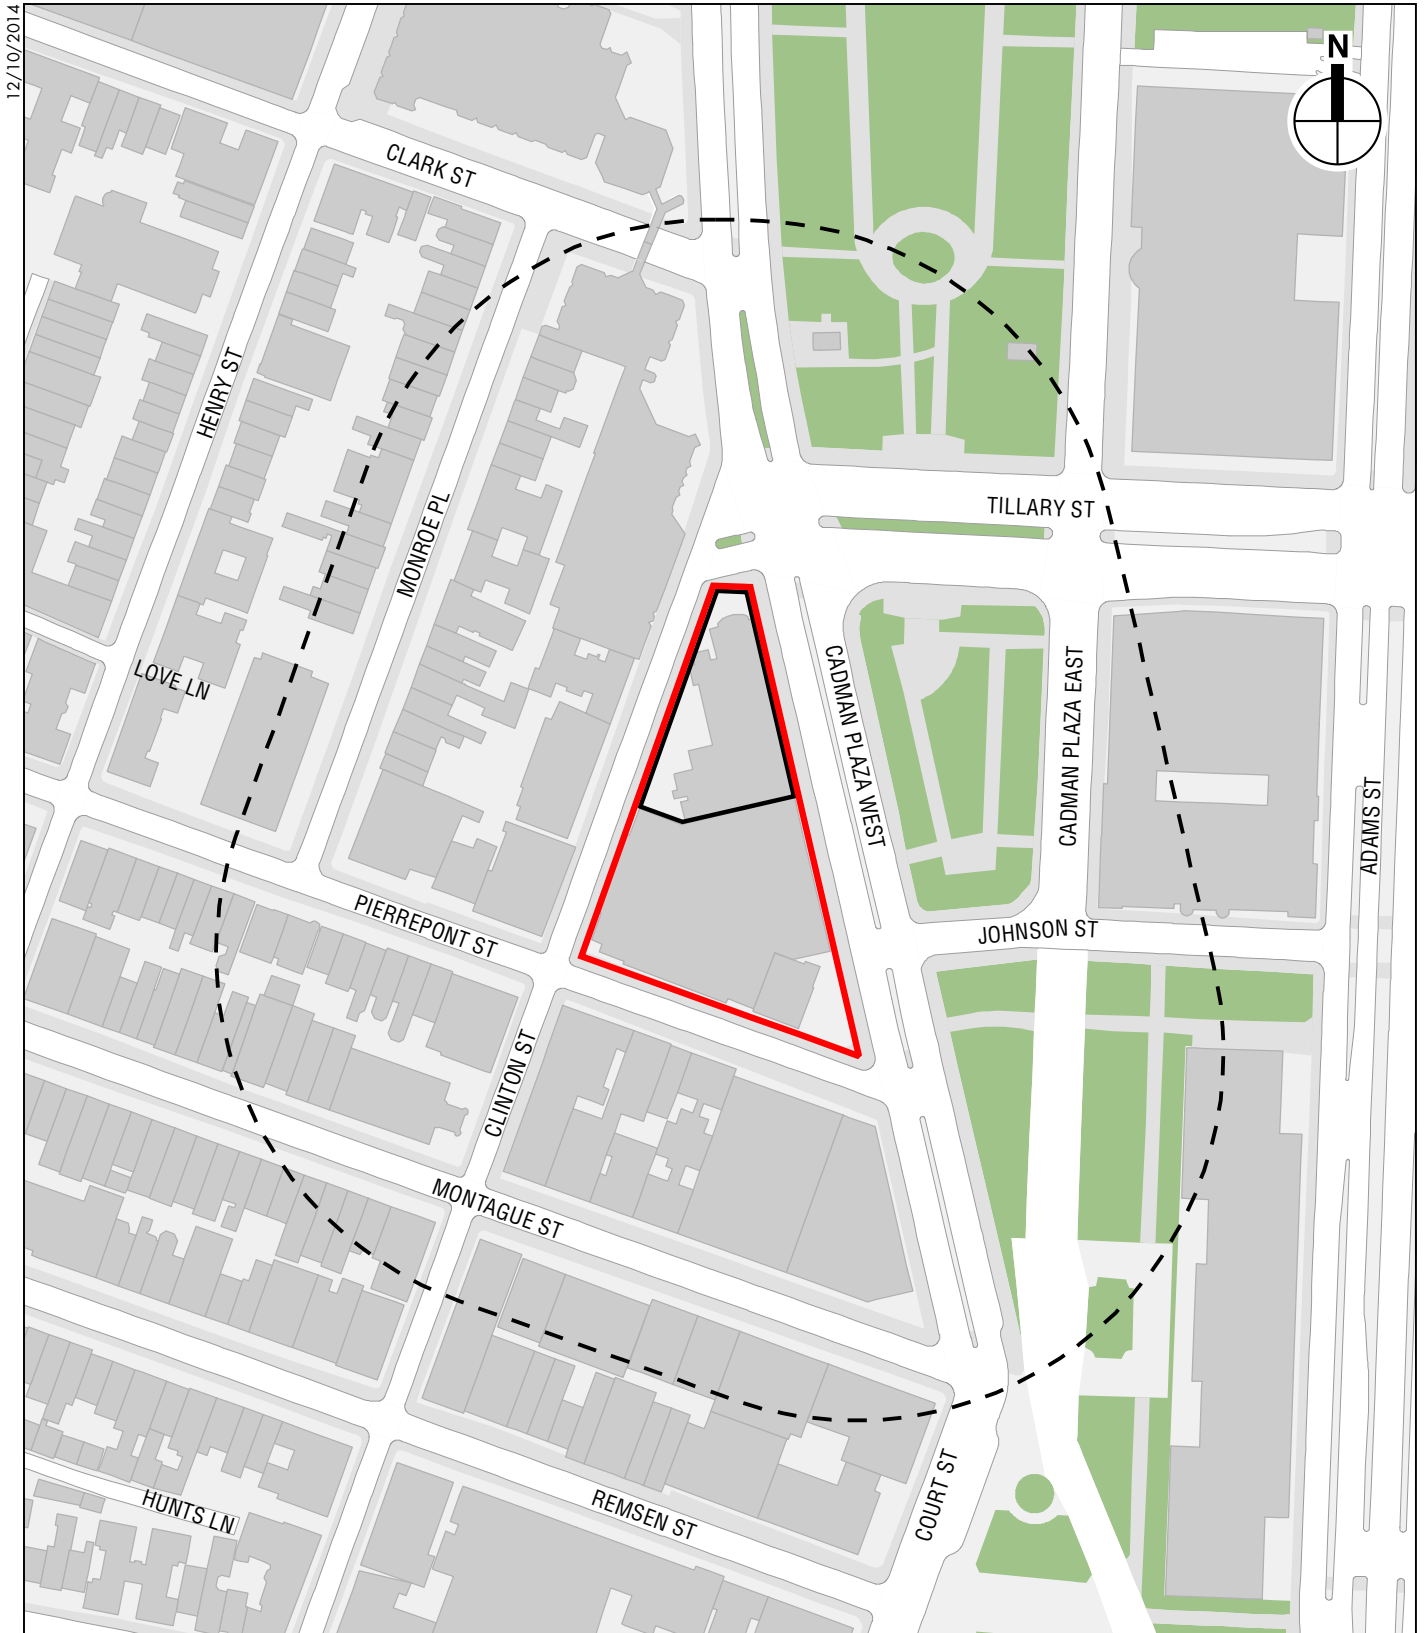 12/10/2014
N
CLARK ST
HENRY ST
MONROE PL
TILLARY ST
LOVE LN
CADMAN PLAZA WEST
CADMAN PLAZA EAST
ADAMS ST
PIERREPONT ST
JOHNSON ST
CLINTON ST
MONTAGUE ST
HUNTS LN
REMSEN ST
COURT ST